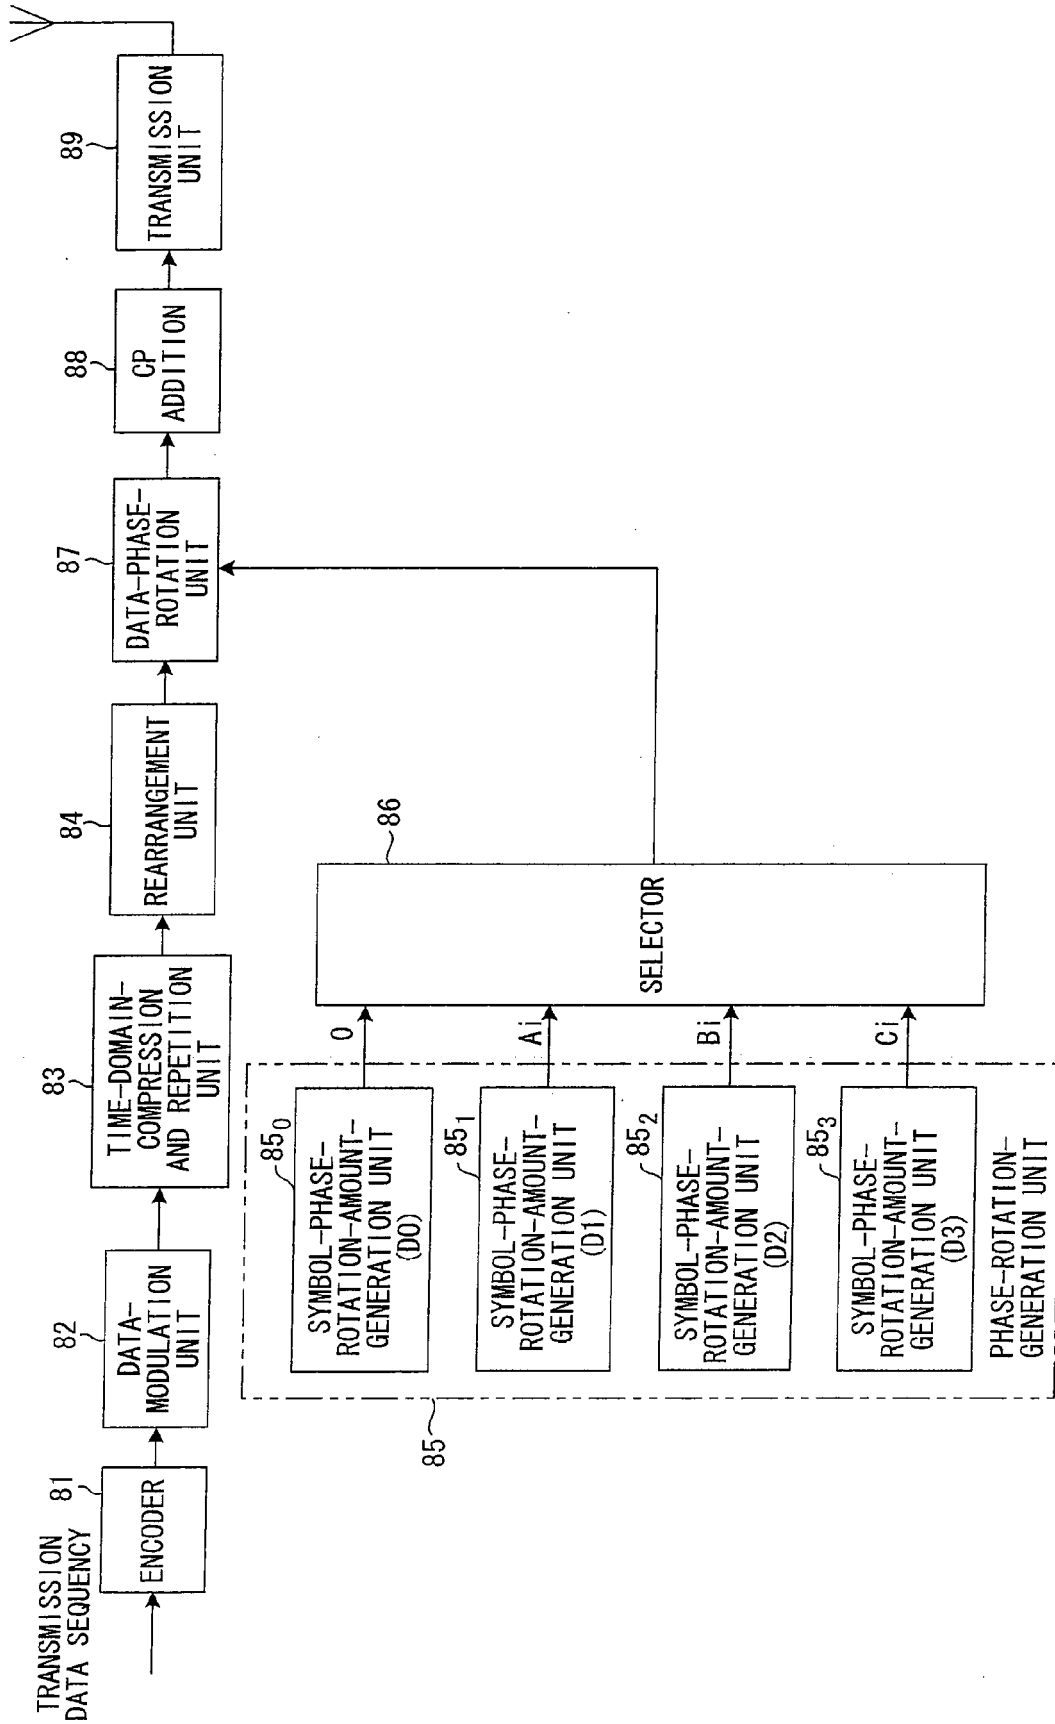 TRANSMISSION
DATA SEQUENCY
81
ENCODER
82
DATA-
MODULATION
UNIT
83
TIME-DOMAIN-
COMPRESSION
AND REPETITION
UNIT
84
REARRANGEMENT
UNIT
87
DATA-PHASE-
ROTATION
UNIT
88
CP
ADDITION
89
TRANSMISSION
UNIT
85
85₀
SYMBOL-PHASE-
ROTATION-AMOUNT-
GENERATION UNIT
(D0)
0
85₁
SYMBOL-PHASE-
ROTATION-AMOUNT-
GENERATION UNIT
(D1)
Ai
85₂
SYMBOL-PHASE-
ROTATION-AMOUNT-
GENERATION UNIT
(D2)
Bi
85₃
SYMBOL-PHASE-
ROTATION-AMOUNT-
GENERATION UNIT
(D3)
Ci
PHASE-ROTATION-
GENERATION UNIT
86
SELECTOR